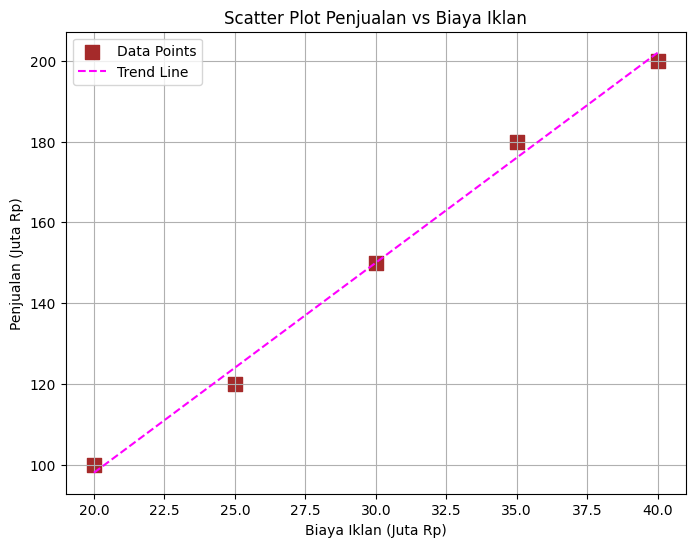 Scatter Plot Penjualan vs Biaya Iklan
Data Points
Trend Line
Penjualan (Juta Rp)
200
180
160
140
120
100
20.0 22.5 25.0 27.5 30.0 32.5 35.0 37.5 40.0
Biaya Iklan (Juta Rp)